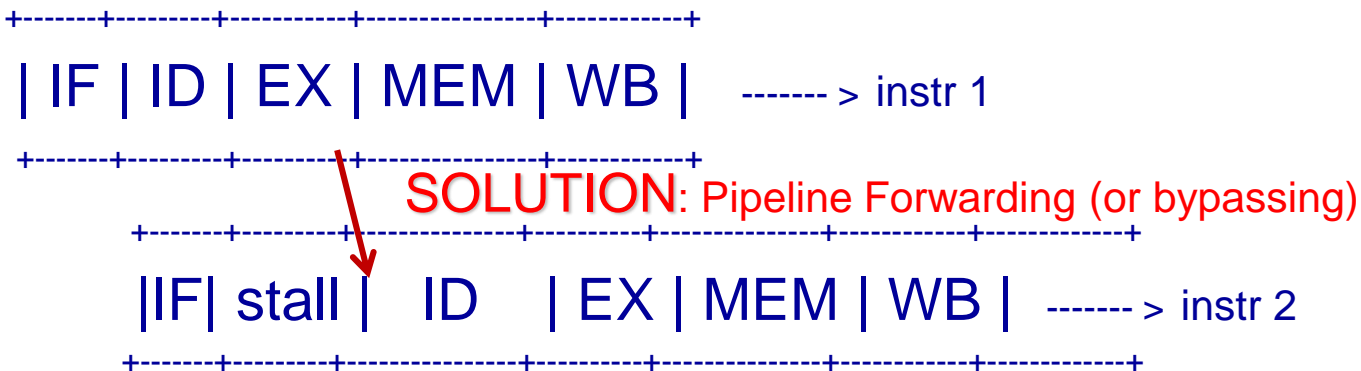 +-------+---------+-----------+----------------+------------+
| IF | ID | EX | MEM | WB | ------- > instr 1
+-------+---------+-----------+----------------+------------+
SOLUTION: Pipeline Forwarding (or bypassing)
+-------+---------+----------------+----------+---------------+------------+-------------+
|IF| stall | ID | EX | MEM | WB | ------- > instr 2
+-------+---------+----------------+----------+---------------+------------+-------------+